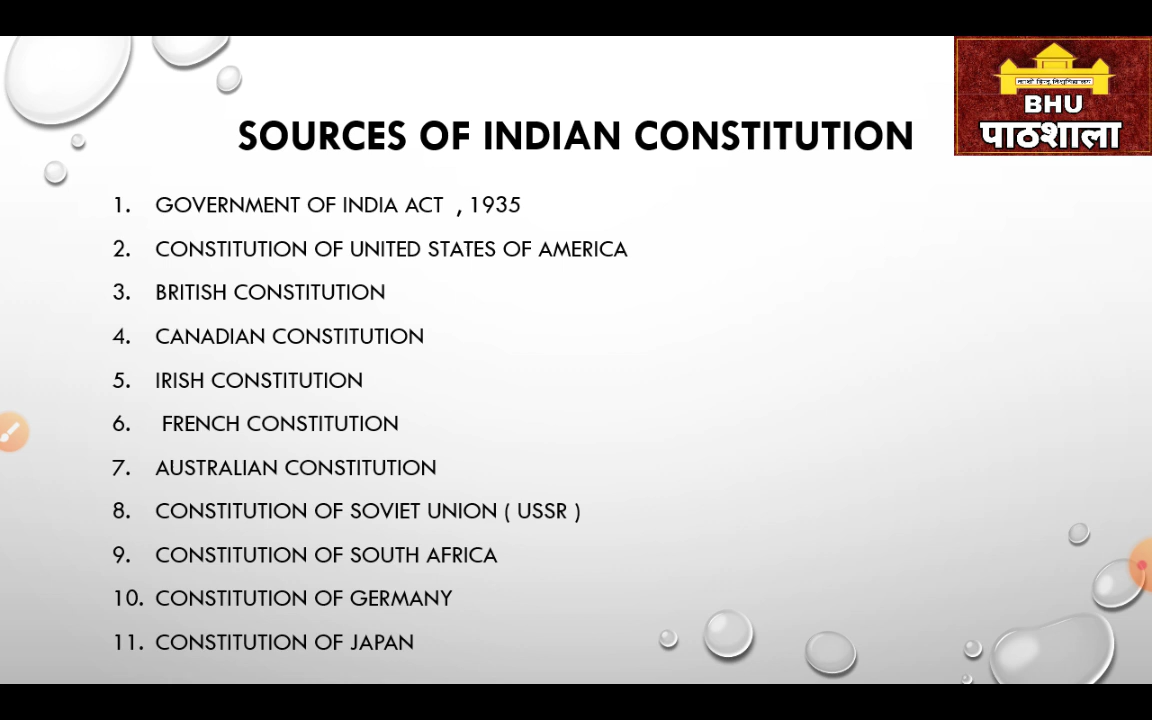 काशी हिन्दू विश्वविद्यालय
BHU
पाठशाला
SOURCES OF INDIAN CONSTITUTION
1. GOVERNMENT OF INDIA ACT , 1935
2. CONSTITUTION OF UNITED STATES OF AMERICA
3. BRITISH CONSTITUTION
4. CANADIAN CONSTITUTION
5. IRISH CONSTITUTION
6. FRENCH CONSTITUTION
7. AUSTRALIAN CONSTITUTION
8. CONSTITUTION OF SOVIET UNION ( USSR )
9. CONSTITUTION OF SOUTH AFRICA
10. CONSTITUTION OF GERMANY
11. CONSTITUTION OF JAPAN